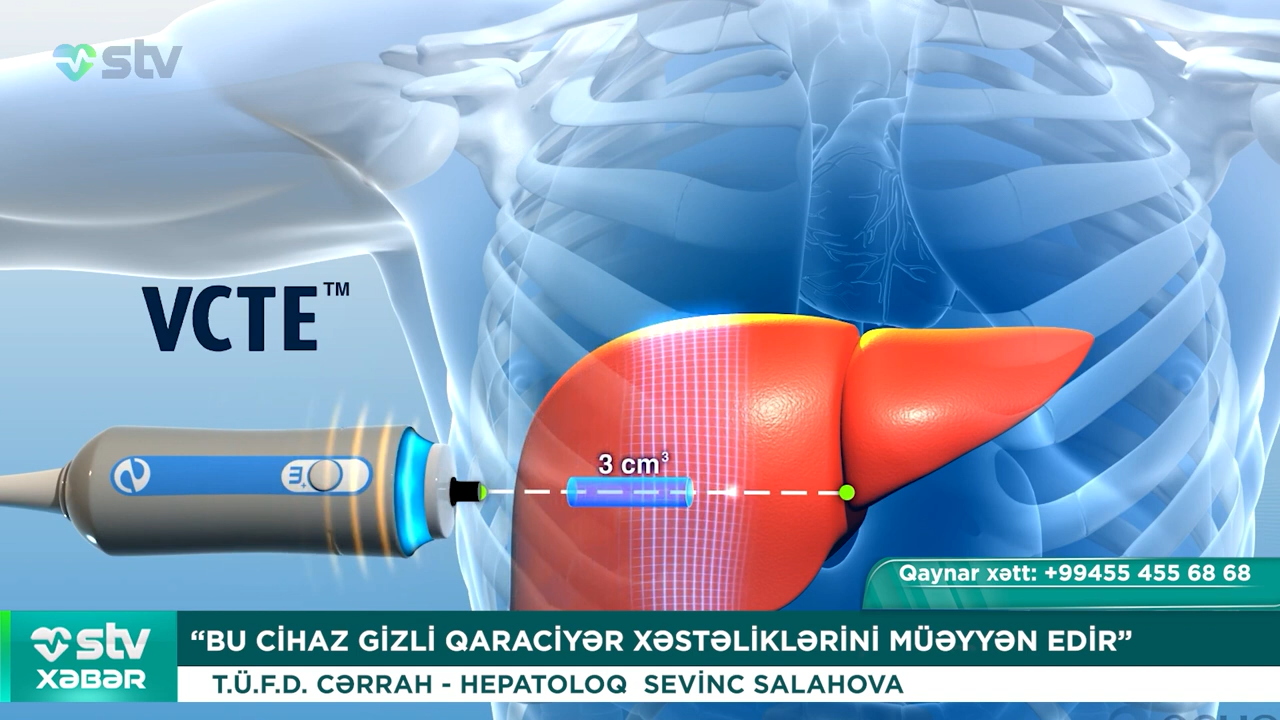 stv
VCTE™
3 cm³
Qaynar xətt: +99455 455 68 68
stv
XƏBƏR
“BU CİHAZ GİZLİ QARACİYƏR XƏSTƏLİKLƏRİNİ MÜƏYYƏN EDİR”
T.Ü.F.D. CƏRRAH - HEPATOLOQ SEVİNC SALAHOVA